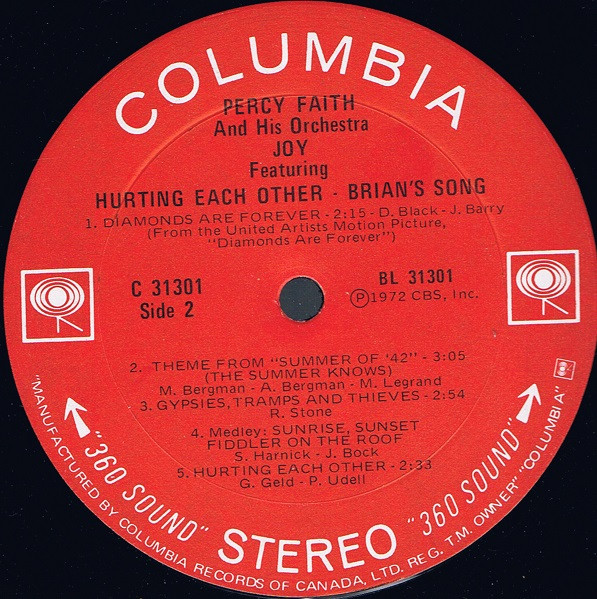 COLUMBIA
PERCY FAITH
And His Orchestra
JOY
Featuring
HURTING EACH OTHER - BRIAN'S SONG
1. DIAMONDS ARE FOREVER - 2:15 - D. Black - J. Barry
(From the United Artists Motion Picture,
"Diamonds Are Forever")
C 31301
Side 2
BL 31301
Ⓟ1972 CBS, Inc.
2. THEME FROM "SUMMER OF '42" - 3:05
(THE SUMMER KNOWS)
M. Bergman - A. Bergman - M. Legrand
3. GYPSIES, TRAMPS AND THIEVES - 2:54
R. Stone
4. Medley: SUNRISE, SUNSET
FIDDLER ON THE ROOF
S. Harnick - J. Bock
5. HURTING EACH OTHER - 2:33
G. Geld - P. Udell
"360 SOUND" STEREO "360 SOUND"
"MANUFACTURED BY COLUMBIA RECORDS OF CANADA, LTD. REG. T.M. OWNER" "COLUMBIA"